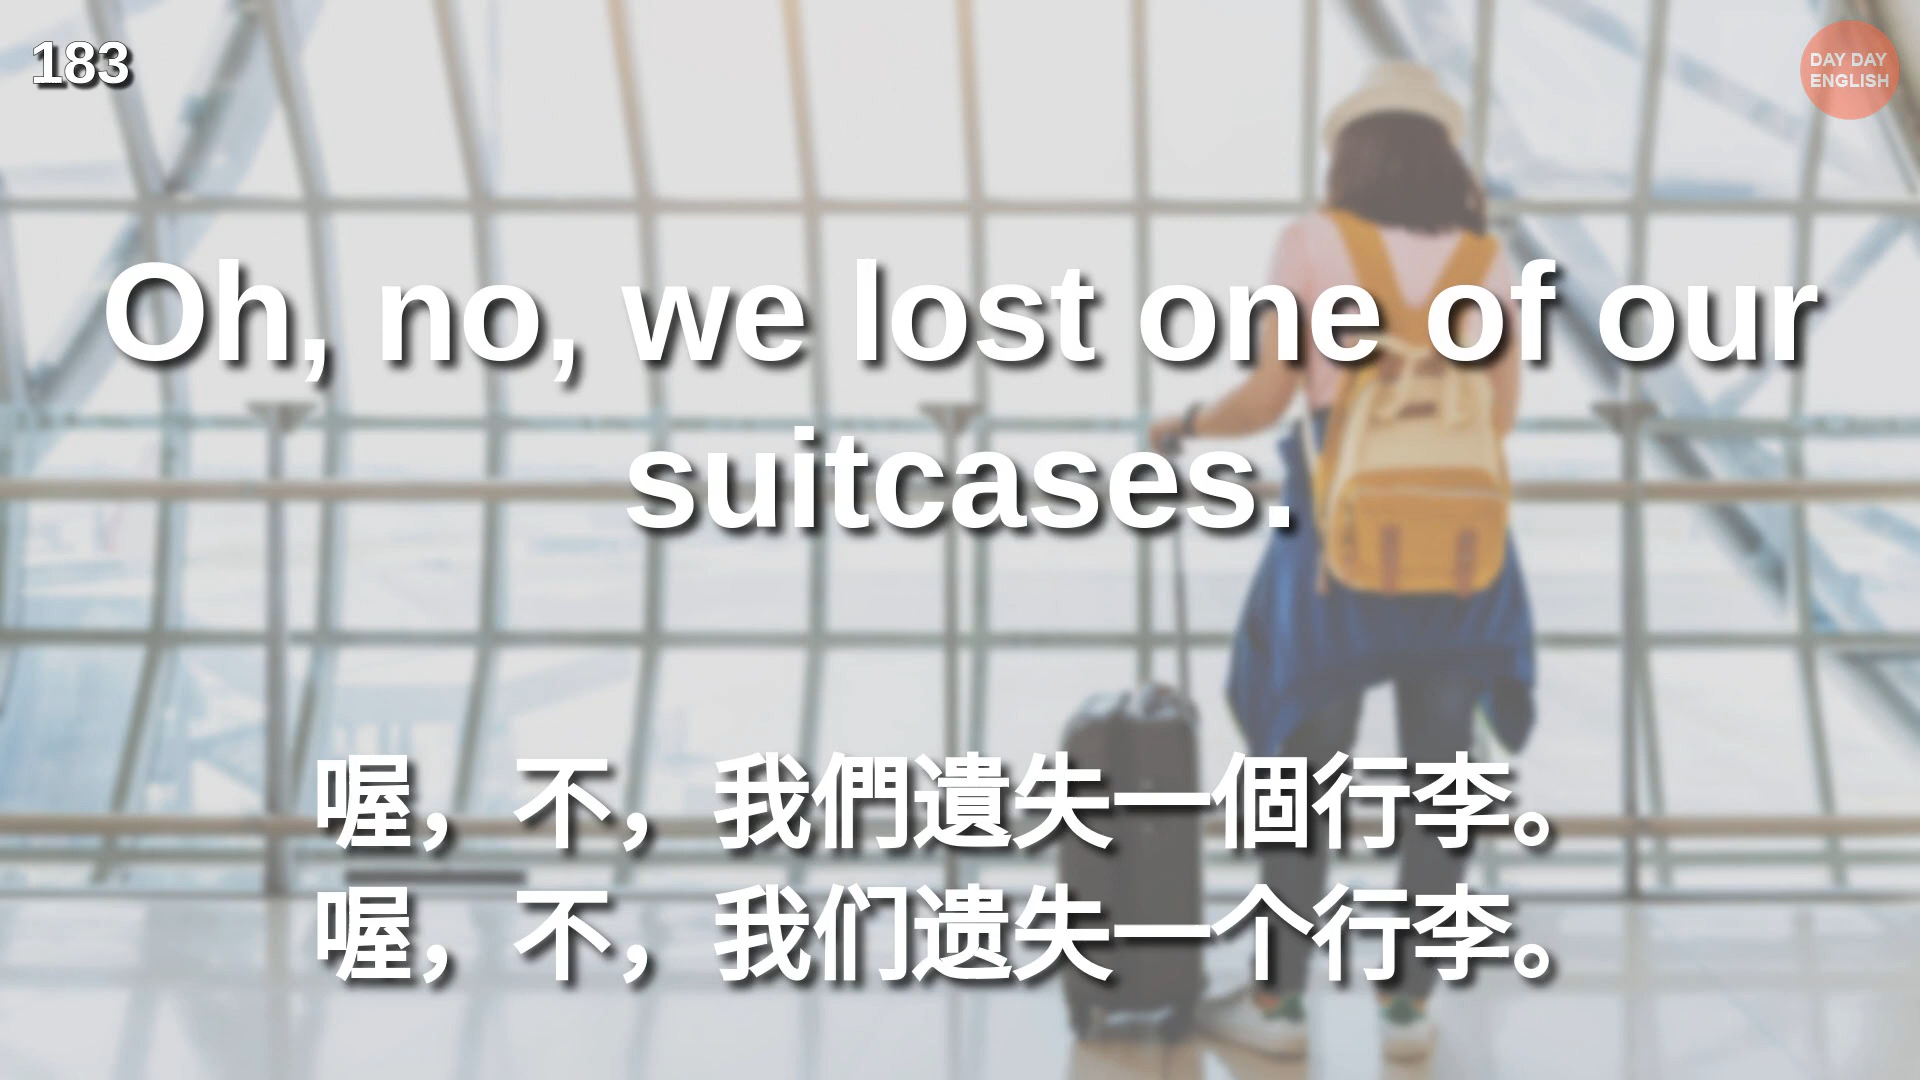 183
DAY DAY
ENGLISH
Oh, no, we lost one of our
suitcases.
喔，不，我們遺失一個行李。
喔，不，我们遗失一个行李。